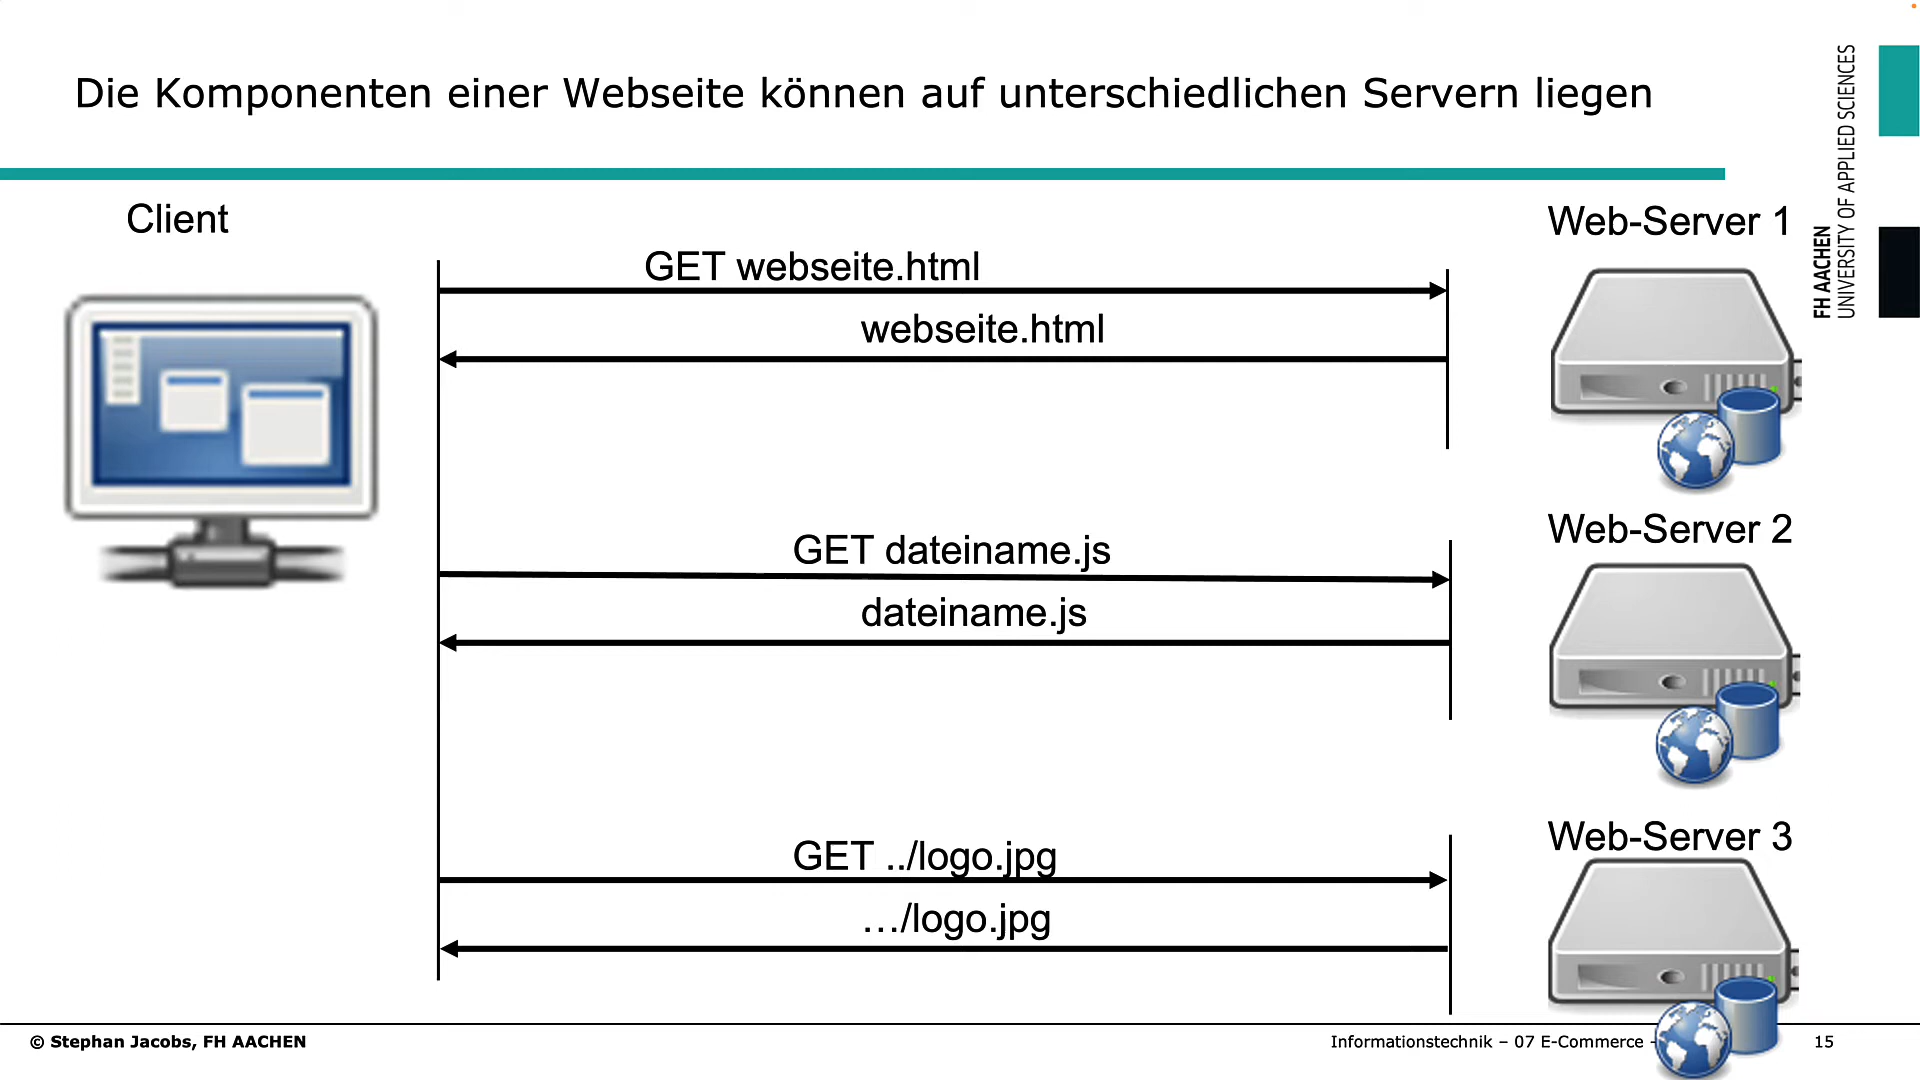 Die Komponenten einer Webseite können auf unterschiedlichen Servern liegen
FH AACHEN
UNIVERSITY OF APPLIED SCIENCES
Client
Web-Server 1
GET webseite.html
webseite.html
Web-Server 2
GET dateiname.js
dateiname.js
Web-Server 3
GET ../logo.jpg
…/logo.jpg
© Stephan Jacobs, FH AACHEN
Informationstechnik – 07 E-Commerce -
15